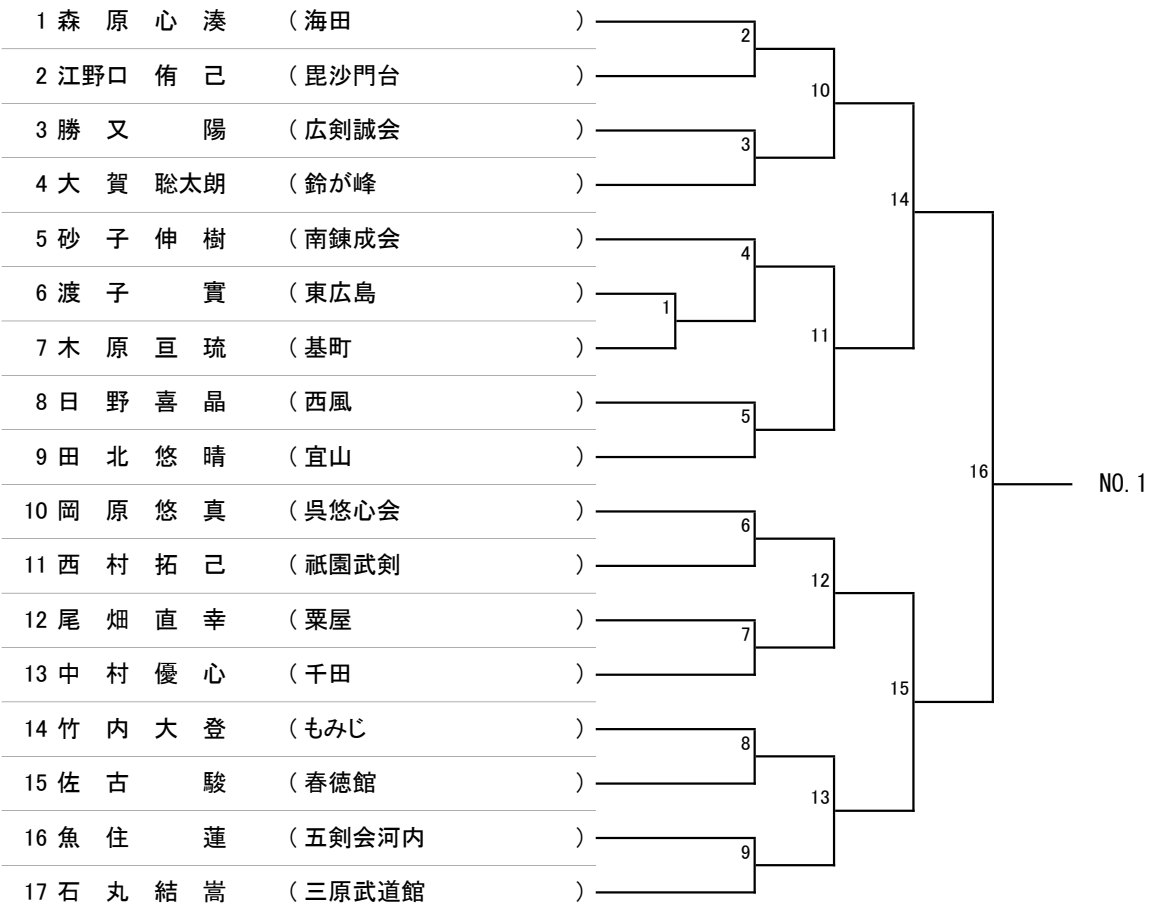 1 森 原 心 湊 （ 海田 ）
2 江野口 侑 己 （ 毘沙門台 ）
3 勝 又 陽 （ 広剣誠会 ）
4 大 賀 聡太朗 （ 鈴が峰 ）
5 砂 子 伸 樹 （ 南錬成会 ）
6 渡 子 實 （ 東広島 ）
7 木 原 亘 琉 （ 基町 ）
8 日 野 喜 晶 （ 西風 ）
9 田 北 悠 晴 （ 宜山 ）
10 岡 原 悠 真 （ 呉悠心会 ）
11 西 村 拓 己 （ 祇園武剣 ）
12 尾 畑 直 幸 （ 粟屋 ）
13 中 村 優 心 （ 千田 ）
14 竹 内 大 登 （ もみじ ）
15 佐 古 駿 （ 春徳館 ）
16 魚 住 蓮 （ 五剣会河内 ）
17 石 丸 結 嵩 （ 三原武道館 ）
1
2
3
4
5
6
7
8
9
10
11
12
13
14
15
16
NO. 1